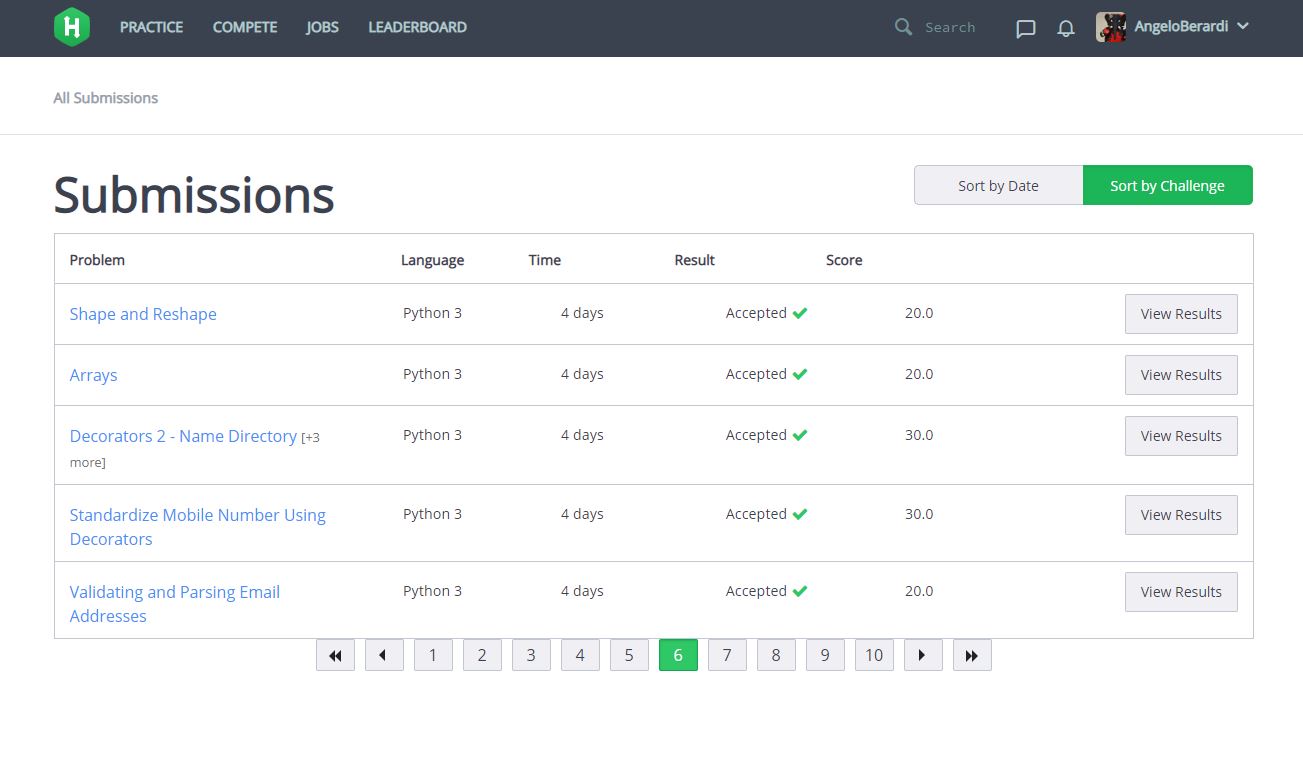 H PRACTICE COMPETE JOBS LEADERBOARD Search AngeloBerardi
All Submissions
Submissions
Sort by Date Sort by Challenge
Problem Language Time Result Score
Shape and Reshape Python 3 4 days Accepted 20.0 View Results
Arrays Python 3 4 days Accepted 20.0 View Results
Decorators 2 - Name Directory [+3 Python 3 4 days Accepted 30.0 View Results
more]
Standardize Mobile Number Using Python 3 4 days Accepted 30.0 View Results
Decorators
Validating and Parsing Email Python 3 4 days Accepted 20.0 View Results
Addresses
1 2 3 4 5 6 7 8 9 10